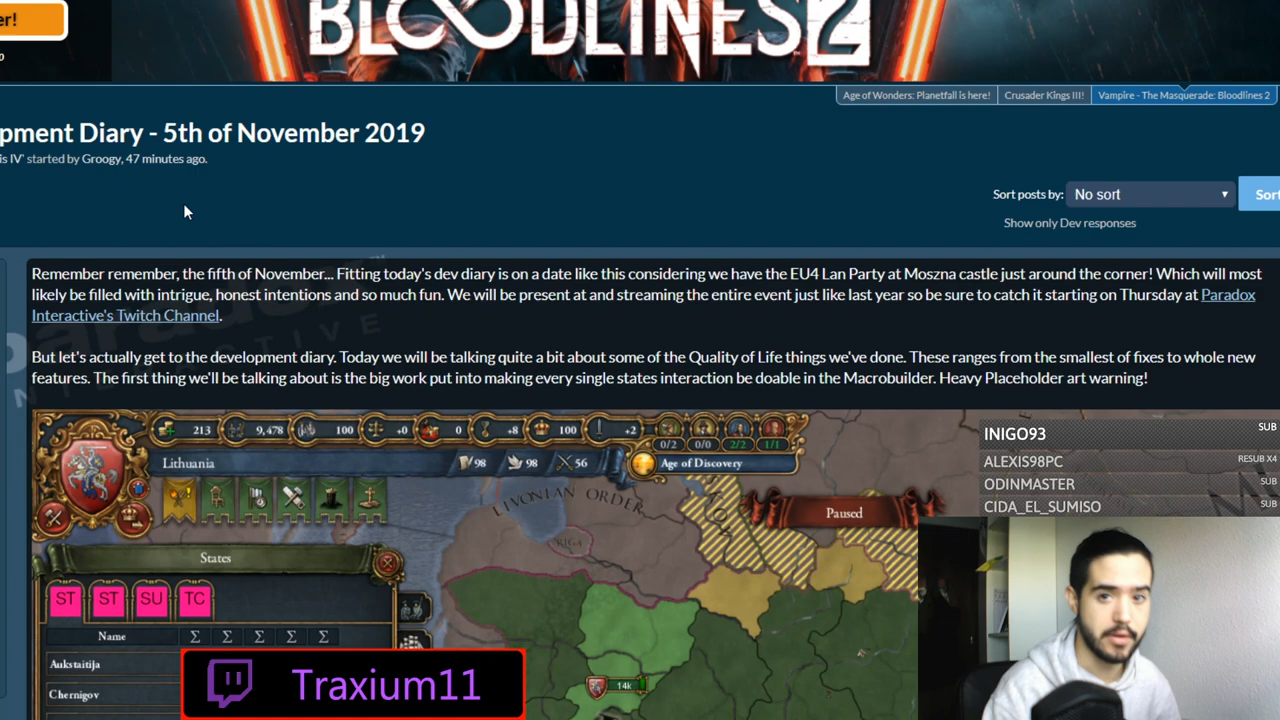 er!
BLOODLINES 2
Age of Wonders: Planetfall is here!
Crusader Kings III!
Vampire - The Masquerade: Bloodlines 2
pment Diary - 5th of November 2019
is IV' started by Groogy, 47 minutes ago.
Sort posts by:
No sort
Sort
Show only Dev responses
Remember remember, the fifth of November... Fitting today's dev diary is on a date like this considering we have the EU4 Lan Party at Moszna castle just around the corner! Which will most
likely be filled with intrigue, honest intentions and so much fun. We will be present at and streaming the entire event just like last year so be sure to catch it starting on Thursday at Paradox
Interactive's Twitch Channel.
But let's actually get to the development diary. Today we will be talking quite a bit about some of the Quality of Life things we've done. These ranges from the smallest of fixes to whole new
features. The first thing we'll be talking about is the big work put into making every single states interaction be doable in the Macrobuilder. Heavy Placeholder art warning!
213 9,478 100 +0 0 +8 100 +2
0/2 0/0 2/2 1/1
Lithuania
98 98 56
Age of Discovery
LIVONIAN ORDER
RIGA
Paused
States
ST ST SU TC
Name Σ Σ Σ Σ Σ
Aukstaitija
Chernigov
14k
INIGO93 SUB
ALEXIS98PC RESUB X4
ODINMASTER SUB
CIDA_EL_SUMISO SUB
Traxium11